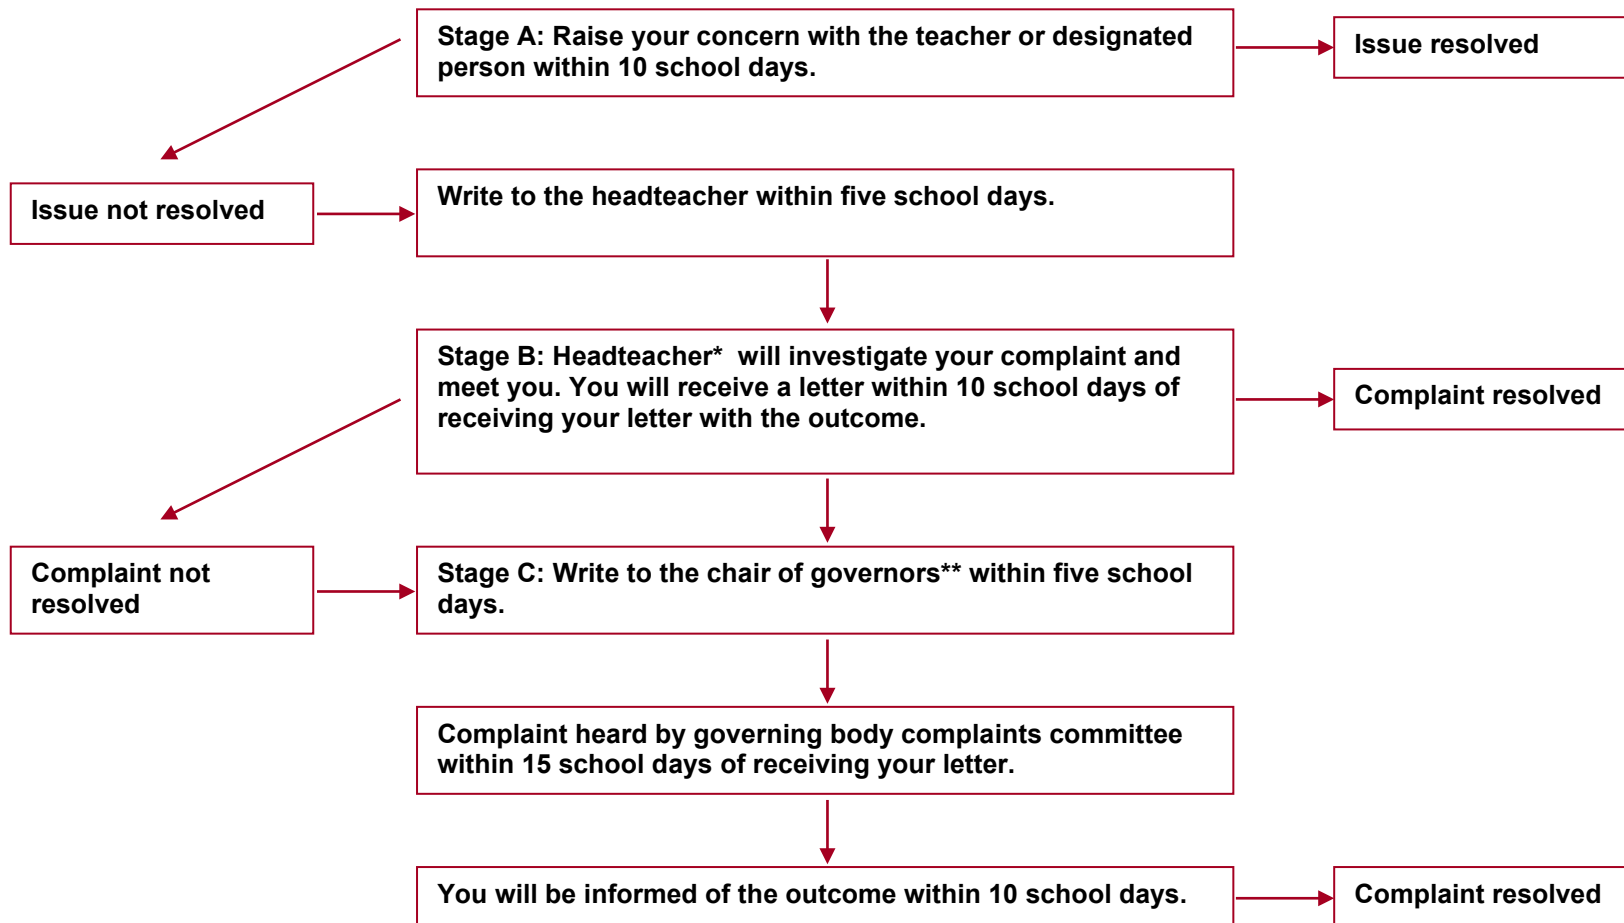 Stage A: Raise your concern with the teacher or designated
person within 10 school days.
Issue resolved
Issue not resolved
Write to the headteacher within five school days.
Stage B: Headteacher* will investigate your complaint and
meet you. You will receive a letter within 10 school days of
receiving your letter with the outcome.
Complaint resolved
Complaint not
resolved
Stage C: Write to the chair of governors** within five school
days.
Complaint heard by governing body complaints committee
within 15 school days of receiving your letter.
You will be informed of the outcome within 10 school days.
Complaint resolved